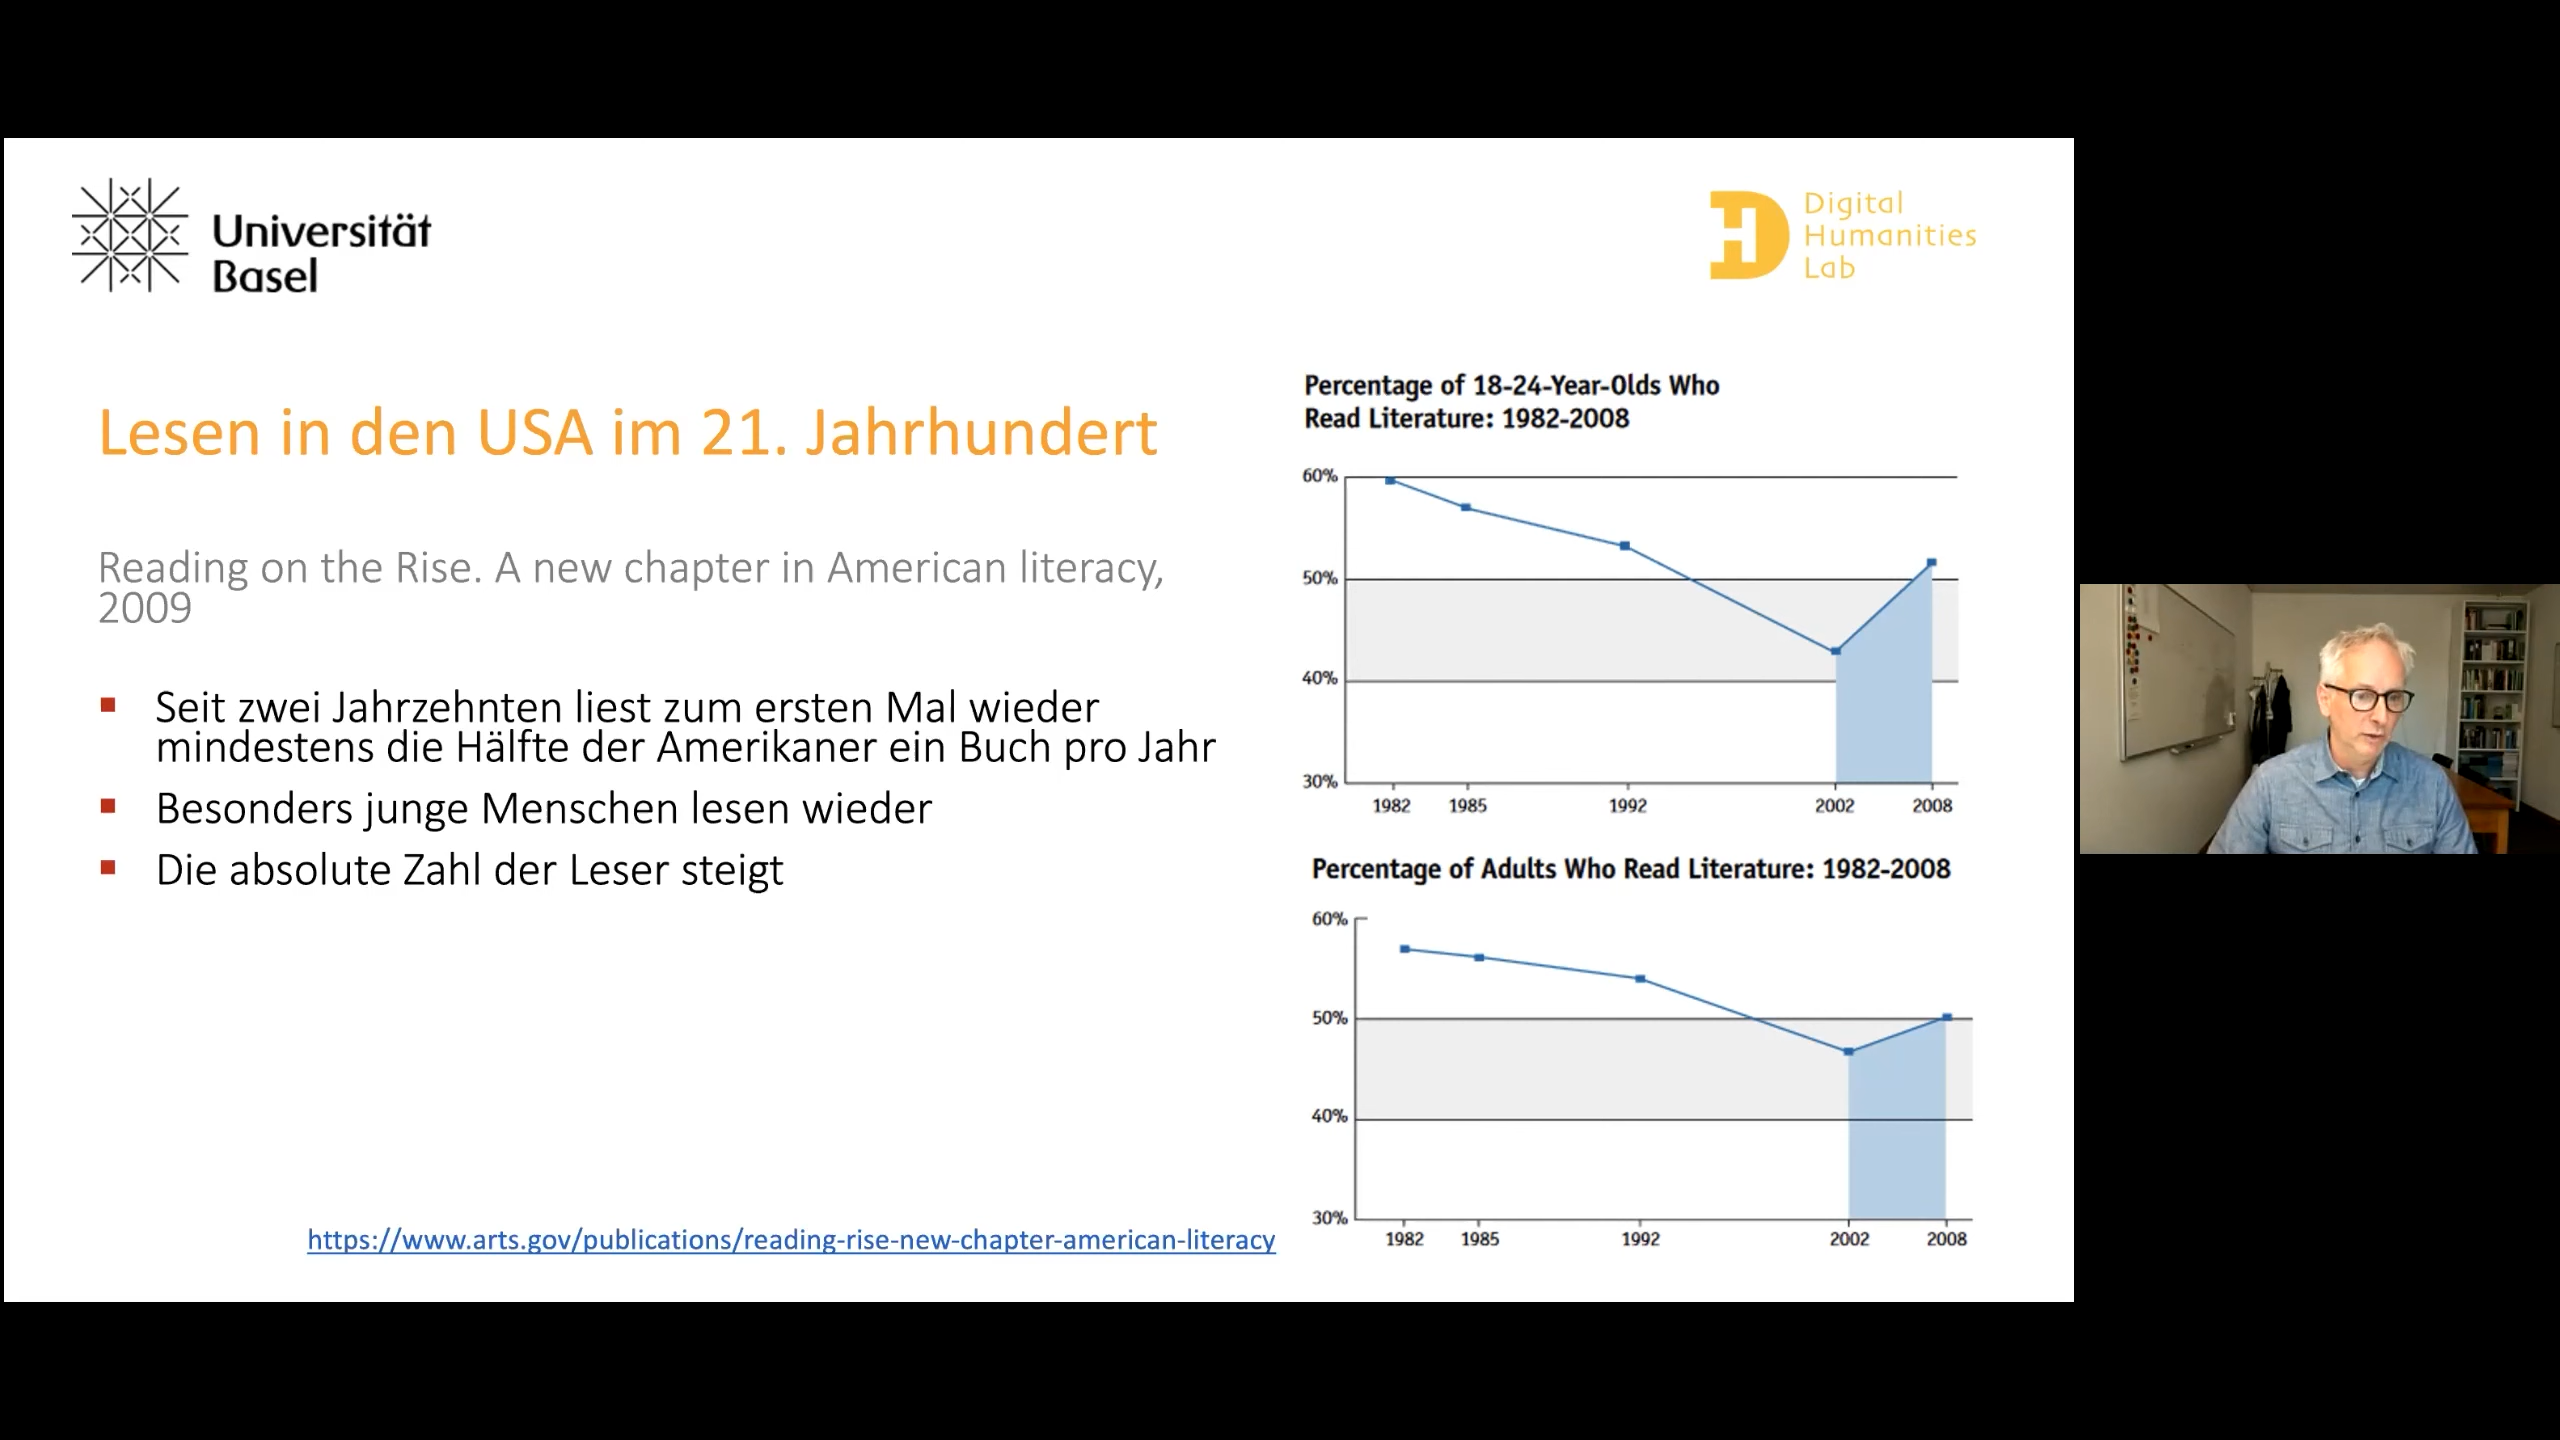 Universität
Basel
Digital
Humanities
Lab
Lesen in den USA im 21. Jahrhundert
Reading on the Rise. A new chapter in American literacy,
2009
Seit zwei Jahrzehnten liest zum ersten Mal wieder
mindestens die Hälfte der Amerikaner ein Buch pro Jahr
Besonders junge Menschen lesen wieder
Die absolute Zahl der Leser steigt
https://www.arts.gov/publications/reading-rise-new-chapter-american-literacy
Percentage of 18-24-Year-Olds Who
Read Literature: 1982-2008
60%
50%
40%
30%
1982 1985 1992 2002 2008
Percentage of Adults Who Read Literature: 1982-2008
60%
50%
40%
30%
1982 1985 1992 2002 2008